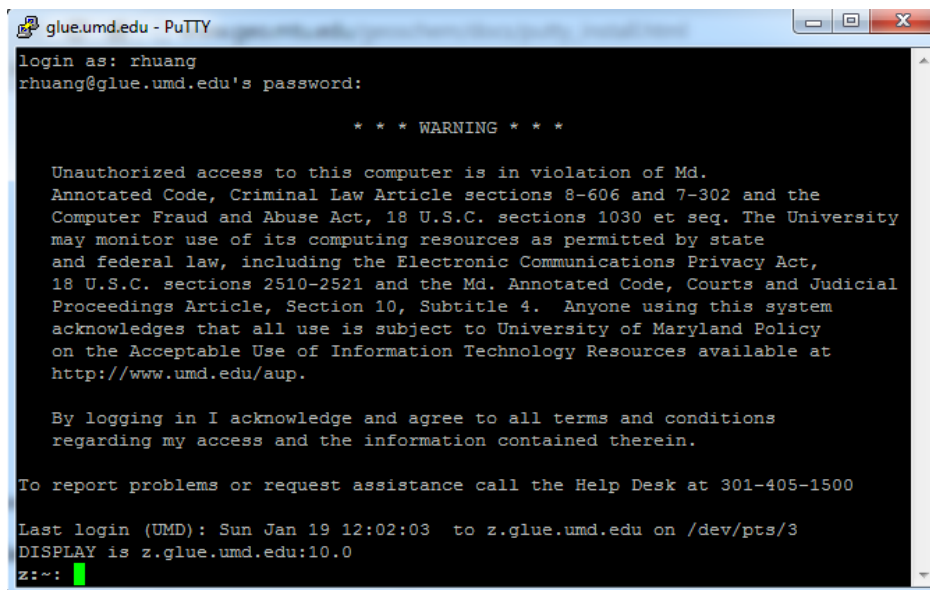 glue.umd.edu - PuTTY
login as: rhuang
rhuang@glue.umd.edu's password:
* * * WARNING * * *
Unauthorized access to this computer is in violation of Md.
Annotated Code, Criminal Law Article sections 8-606 and 7-302 and the
Computer Fraud and Abuse Act, 18 U.S.C. sections 1030 et seq. The University
may monitor use of its computing resources as permitted by state
and federal law, including the Electronic Communications Privacy Act,
18 U.S.C. sections 2510-2521 and the Md. Annotated Code, Courts and Judicial
Proceedings Article, Section 10, Subtitle 4.  Anyone using this system
acknowledges that all use is subject to University of Maryland Policy
on the Acceptable Use of Information Technology Resources available at
http://www.umd.edu/aup.
By logging in I acknowledge and agree to all terms and conditions
regarding my access and the information contained therein.
To report problems or request assistance call the Help Desk at 301-405-1500
Last login (UMD): Sun Jan 19 12:02:03  to z.glue.umd.edu on /dev/pts/3
DISPLAY is z.glue.umd.edu:10.0
z:~: